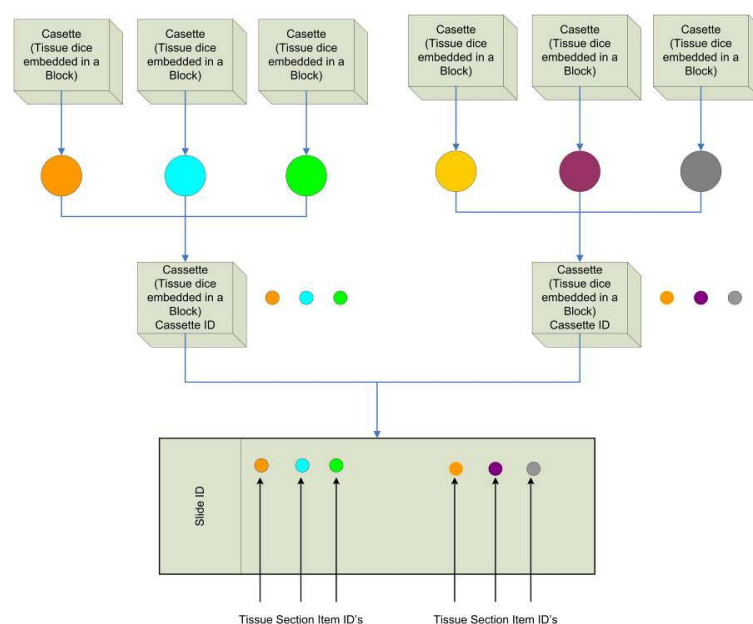 Casette
(Tissue dice
embedded in a
Block)
Casette
(Tissue dice
embedded in a
Block)
Casette
(Tissue dice
embedded in a
Block)
Casette
(Tissue dice
embedded in a
Block)
Casette
(Tissue dice
embedded in a
Block)
Casette
(Tissue dice
embedded in a
Block)
Cassette
(Tissue dice
embedded in a
Block)
Cassette ID
Cassette
(Tissue dice
embedded in a
Block)
Cassette ID
Slide ID
Tissue Section Item ID's
Tissue Section Item ID's